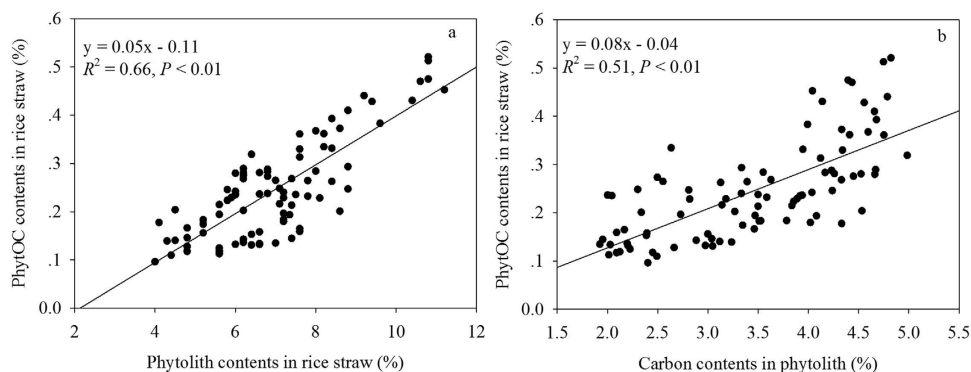 y = 0.05x - 0.11
R² = 0.66, P < 0.01
a
PhytOC contents in rice straw (%)
.6
.5
.4
.3
.2
.1
0.0
2
4
6
8
10
12
Phytolith contents in rice straw (%)
y = 0.08x - 0.04
R² = 0.51, P < 0.01
b
PhytOC contents in rice straw (%)
.6
.5
.4
.3
.2
.1
0.0
1.5
2.0
2.5
3.0
3.5
4.0
4.5
5.0
5.5
Carbon contents in phytolith (%)